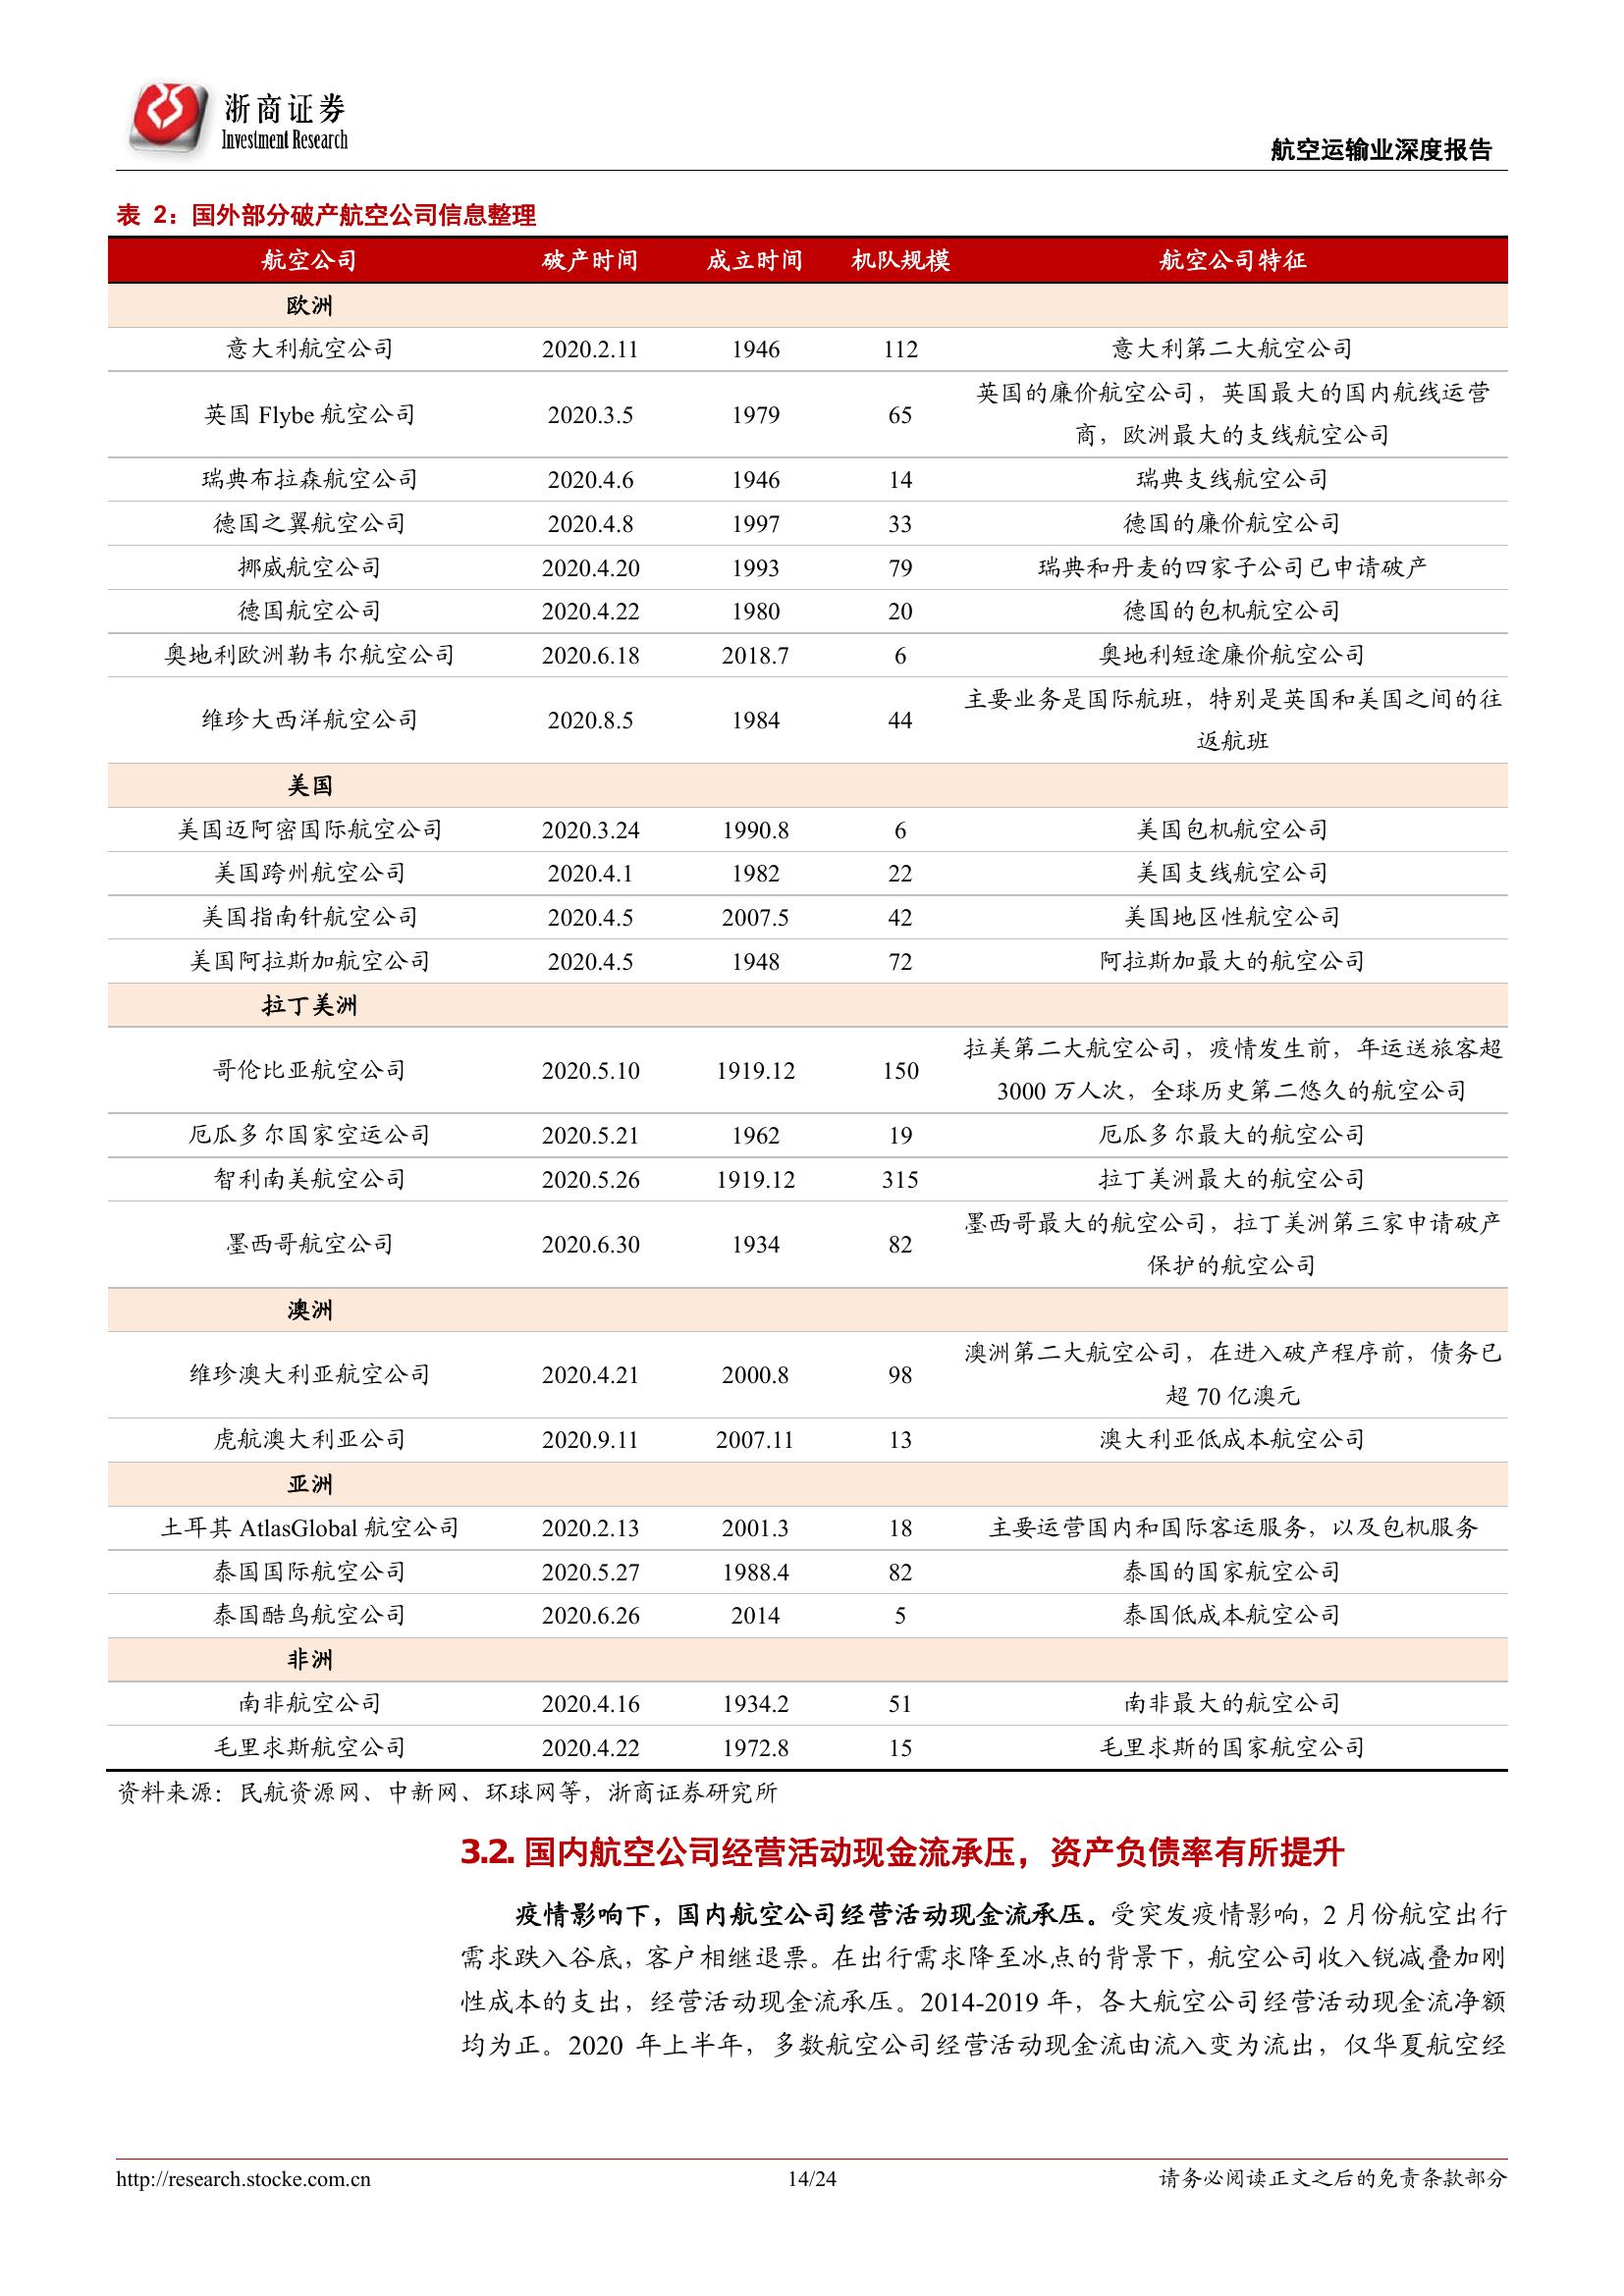 浙商证券
Investment Research
航空运输业深度报告
表 2：国外部分破产航空公司信息整理
航空公司 破产时间 成立时间 机队规模 航空公司特征
欧洲
意大利航空公司 2020.2.11 1946 112 意大利第二大航空公司
英国 Flybe 航空公司 2020.3.5 1979 65 英国的廉价航空公司，英国最大的国内航线运营
商，欧洲最大的支线航空公司
瑞典布拉森航空公司 2020.4.6 1946 14 瑞典支线航空公司
德国之翼航空公司 2020.4.8 1997 33 德国的廉价航空公司
挪威航空公司 2020.4.20 1993 79 瑞典和丹麦的四家子公司已申请破产
德国航空公司 2020.4.22 1980 20 德国的包机航空公司
奥地利欧洲勒韦尔航空公司 2020.6.18 2018.7 6 奥地利短途廉价航空公司
维珍大西洋航空公司 2020.8.5 1984 44 主要业务是国际航班，特别是英国和美国之间的往
返航班
美国
美国迈阿密国际航空公司 2020.3.24 1990.8 6 美国包机航空公司
美国跨州航空公司 2020.4.1 1982 22 美国支线航空公司
美国指南针航空公司 2020.4.5 2007.5 42 美国地区性航空公司
美国阿拉斯加航空公司 2020.4.5 1948 72 阿拉斯加最大的航空公司
拉丁美洲
哥伦比亚航空公司 2020.5.10 1919.12 150 拉美第二大航空公司，疫情发生前，年运送旅客超
3000 万人次，全球历史第二悠久的航空公司
厄瓜多尔国家空运公司 2020.5.21 1962 19 厄瓜多尔最大的航空公司
智利南美航空公司 2020.5.26 1919.12 315 拉丁美洲最大的航空公司
墨西哥航空公司 2020.6.30 1934 82 墨西哥最大的航空公司，拉丁美洲第三家申请破产
保护的航空公司
澳洲
维珍澳大利亚航空公司 2020.4.21 2000.8 98 澳洲第二大航空公司，在进入破产程序前，债务已
超 70 亿澳元
虎航澳大利亚公司 2020.9.11 2007.11 13 澳大利亚低成本航空公司
亚洲
土耳其 AtlasGlobal 航空公司 2020.2.13 2001.3 18 主要运营国内和国际客运服务，以及包机服务
泰国国际航空公司 2020.5.27 1988.4 82 泰国的国家航空公司
泰国酷鸟航空公司 2020.6.26 2014 5 泰国低成本航空公司
非洲
南非航空公司 2020.4.16 1934.2 51 南非最大的航空公司
毛里求斯航空公司 2020.4.22 1972.8 15 毛里求斯的国家航空公司
资料来源：民航资源网、中新网、环球网等，浙商证券研究所
3.2. 国内航空公司经营活动现金流承压，资产负债率有所提升
疫情影响下，国内航空公司经营活动现金流承压。受突发疫情影响，2 月份航空出行
需求跌入谷底，客户相继退票。在出行需求降至冰点的背景下，航空公司收入锐减叠加刚
性成本的支出，经营活动现金流承压。2014-2019 年，各大航空公司经营活动现金流净额
均为正。2020 年上半年，多数航空公司经营活动现金流由流入变为流出，仅华夏航空经
http://research.stocke.com.cn 14/24 请务必阅读正文之后的免责条款部分